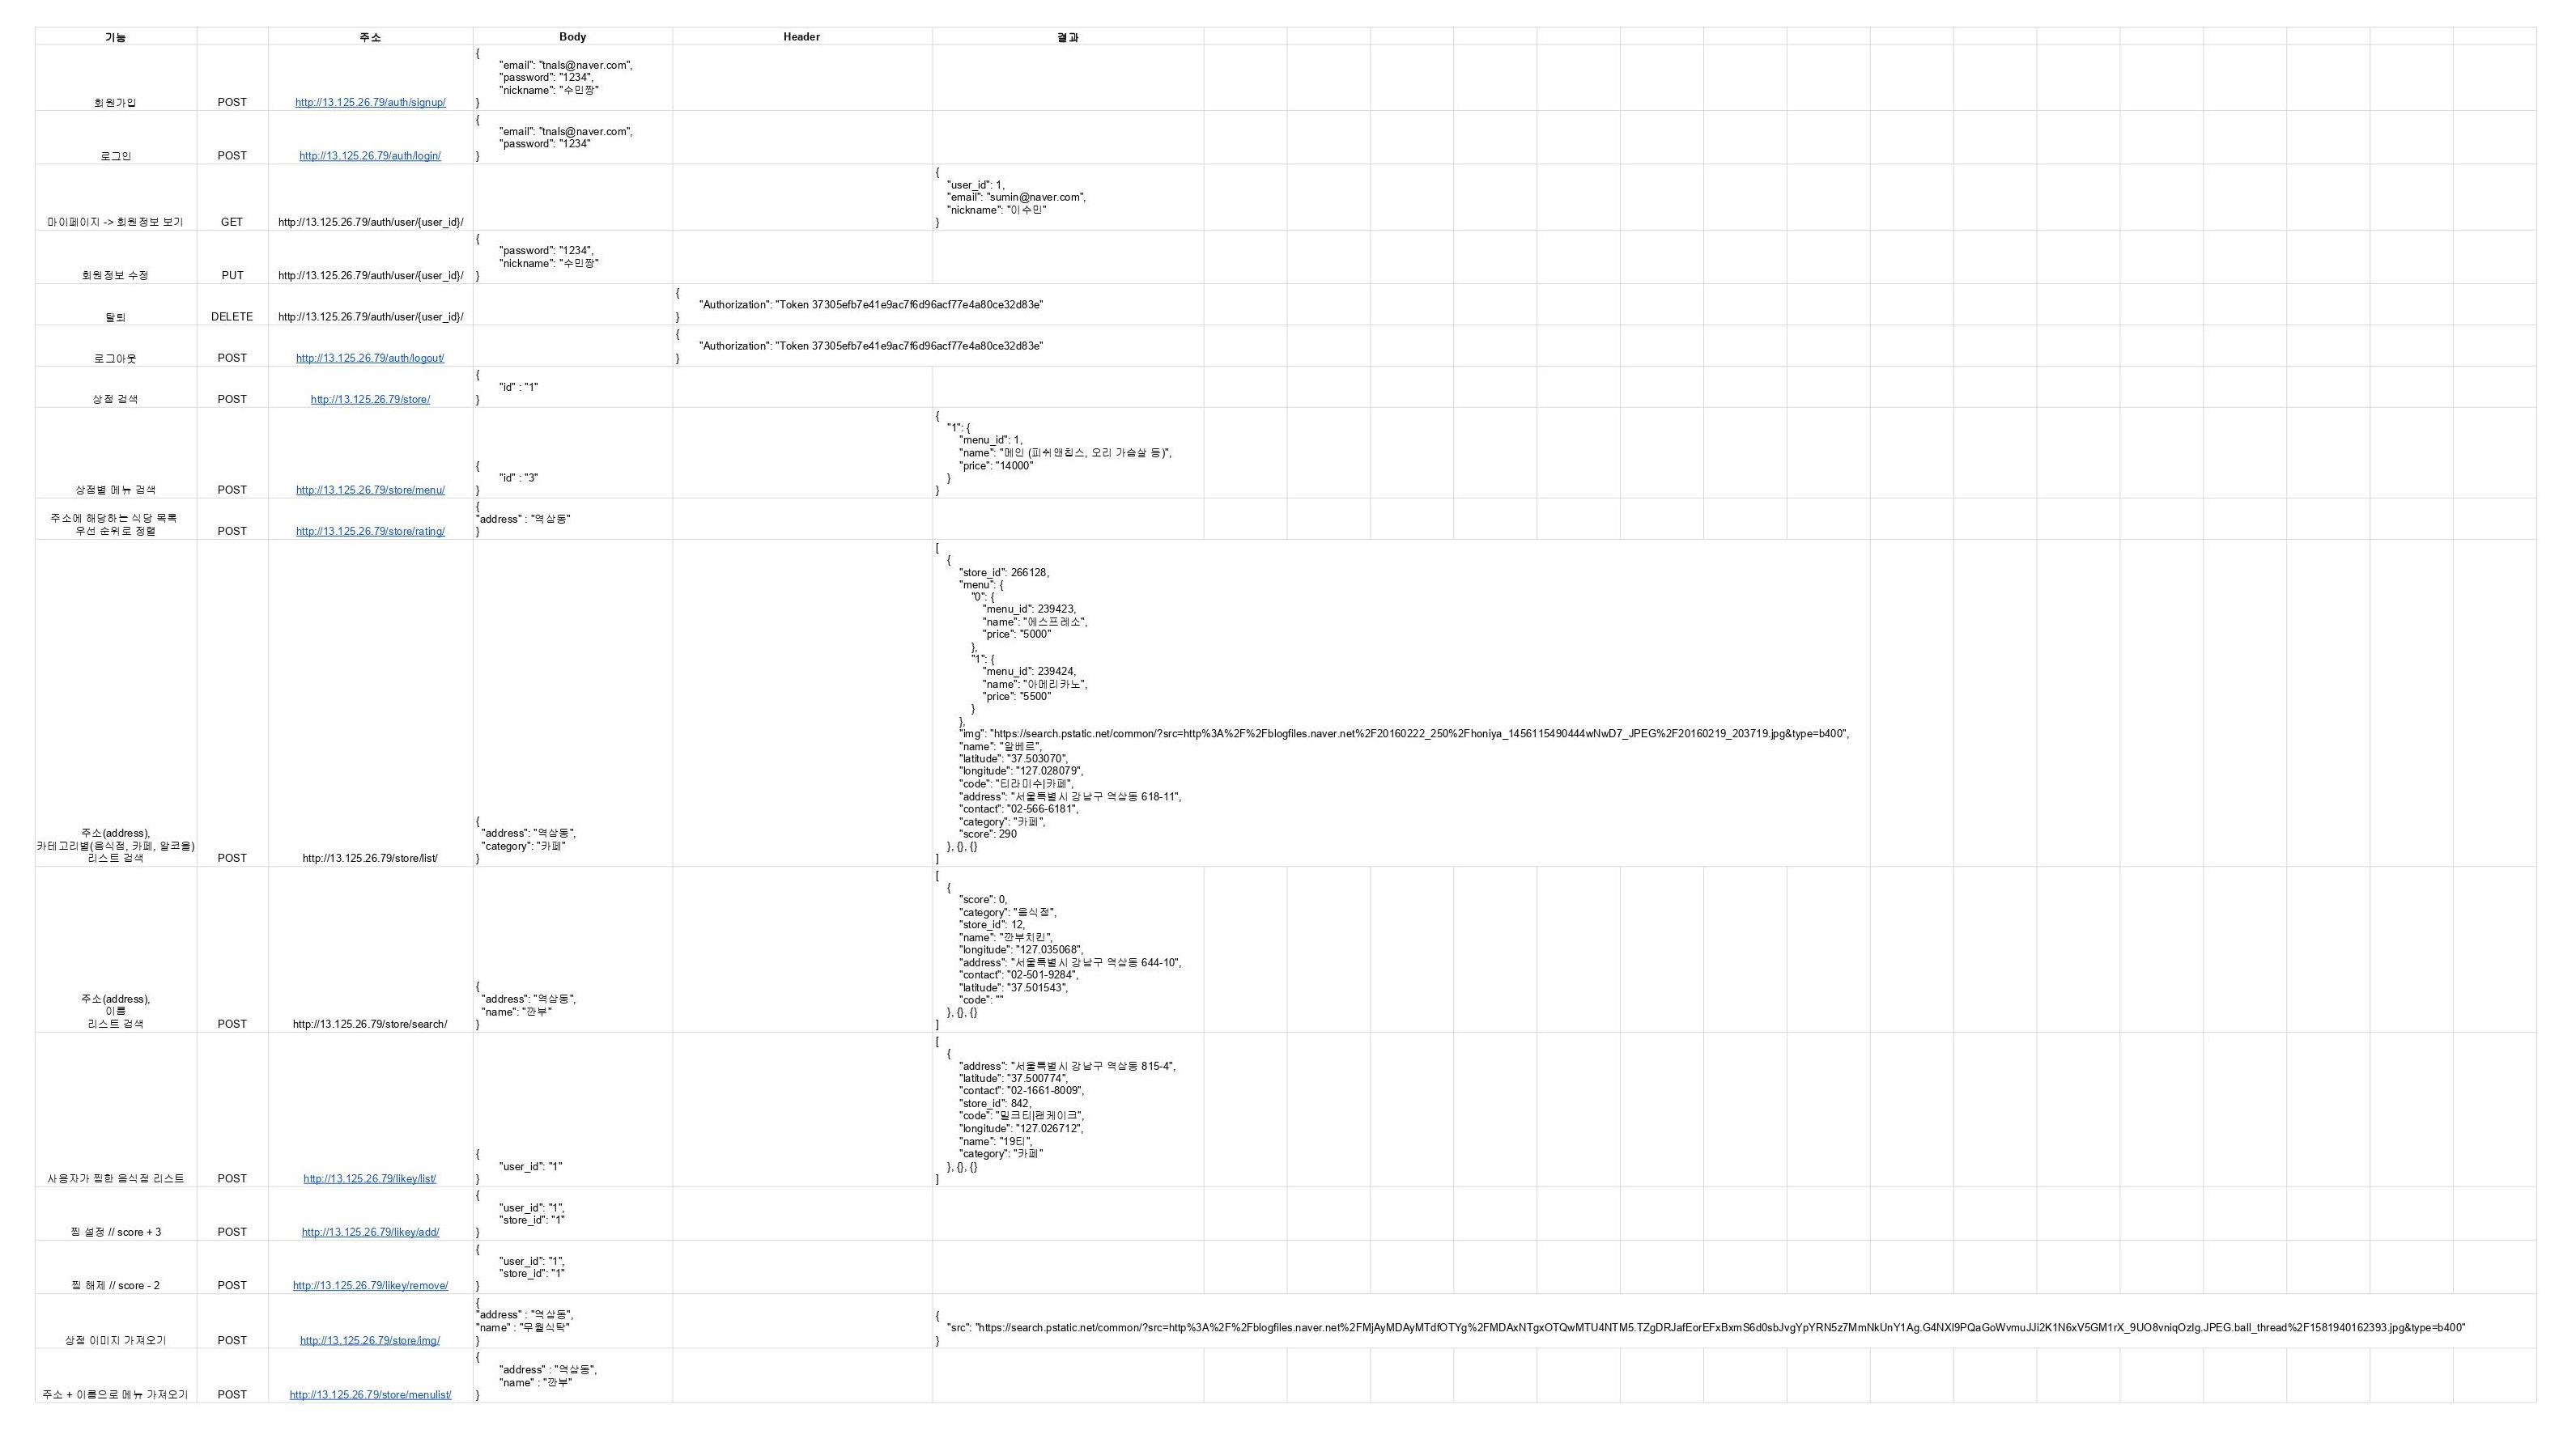 기능 주소 Body Header 결과
{
"email": "tnals@naver.com",
"password": "1234",
"nickname": "수민짱"
회원가입 POST http://13.125.26.79/auth/signup/ }
{
"email": "tnals@naver.com",
"password": "1234"
로그인 POST http://13.125.26.79/auth/login/ }
{
"user_id": 1,
"email": "sumin@naver.com",
"nickname": "이수민"
마이페이지 -> 회원정보 보기 GET http://13.125.26.79/auth/user/{user_id}/ }
{
"password": "1234",
"nickname": "수민짱"
회원정보 수정 PUT http://13.125.26.79/auth/user/{user_id}/ }
{
"Authorization": "Token 37305efb7e41e9ac7f6d96acf77e4a80ce32d83e"
탈퇴 DELETE http://13.125.26.79/auth/user/{user_id}/ }
{
"Authorization": "Token 37305efb7e41e9ac7f6d96acf77e4a80ce32d83e"
로그아웃 POST http://13.125.26.79/auth/logout/ }
{
"id" : "1"
상점 검색 POST http://13.125.26.79/store/ }
상점별 메뉴 검색 POST http://13.125.26.79/store/menu/
{
"id" : "3"
}
{
"1": {
"menu_id": 1,
"name": "메인 (피쉬앤칩스, 오리 가슴살 등)",
"price": "14000"
}
}
주소에 해당하는 식당 목록
우선 순위로 정렬 POST http://13.125.26.79/store/rating/
{
"address" : "역삼동"
}
주소(address),
카테고리별(음식점, 카페, 알코올)
리스트 검색 POST http://13.125.26.79/store/list/
{
"address": "역삼동",
"category": "카페"
}
[
{
"store_id": 266128,
"menu": {
"0": {
"menu_id": 239423,
"name": "에스프레소",
"price": "5000"
},
"1": {
"menu_id": 239424,
"name": "아메리카노",
"price": "5500"
}
},
"img": "https://search.pstatic.net/common/?src=http%3A%2F%2Fblogfiles.naver.net%2F20160222_250%2Fhoniya_1456115490444wNwD7_JPEG%2F20160219_203719.jpg&type=b400",
"name": "알베르",
"latitude": "37.503070",
"longitude": "127.028079",
"code": "티라미수|카페",
"address": "서울특별시 강남구 역삼동 618-11",
"contact": "02-566-6181",
"category": "카페",
"score": 290
}, {}, {}
]
주소(address),
이름
리스트 검색 POST http://13.125.26.79/store/search/
{
"address": "역삼동",
"name": "깐부"
}
[
{
"score": 0,
"category": "음식점",
"store_id": 12,
"name": "깐부치킨",
"longitude": "127.035068",
"address": "서울특별시 강남구 역삼동 644-10",
"contact": "02-501-9284",
"latitude": "37.501543",
"code": ""
}, {}, {}
]
사용자가 찜한 음식점 리스트 POST http://13.125.26.79/likey/list/
{
"user_id": "1"
}
[
{
"address": "서울특별시 강남구 역삼동 815-4",
"latitude": "37.500774",
"contact": "02-1661-8009",
"store_id": 842,
"code": "밀크티|팬케이크",
"longitude": "127.026712",
"name": "19티",
"category": "카페"
}, {}, {}
]
{
"user_id": "1",
"store_id": "1"
찜 설정 // score + 3 POST http://13.125.26.79/likey/add/ }
{
"user_id": "1",
"store_id": "1"
찜 해제 // score - 2 POST http://13.125.26.79/likey/remove/ }
상점 이미지 가져오기 POST http://13.125.26.79/store/img/
{
"address" : "역삼동",
"name" : "무월식탁"
}
{
"src": "https://search.pstatic.net/common/?src=http%3A%2F%2Fblogfiles.naver.net%2FMjAyMDAyMTdfOTYg%2FMDAxNTgxOTQwMTU4NTM5.TZgDRJafEorEFxBxmS6d0sbJvgYpYRN5z7MmNkUnY1Ag.G4NXl9PQaGoWvmuJJi2K1N6xV5GM1rX_9UO8vniqOzIg.JPEG.ball_thread%2F1581940162393.jpg&type=b400"
}
{
"address" : "역삼동",
"name" : "깐부"
주소 + 이름으로 메뉴 가져오기 POST http://13.125.26.79/store/menulist/ }